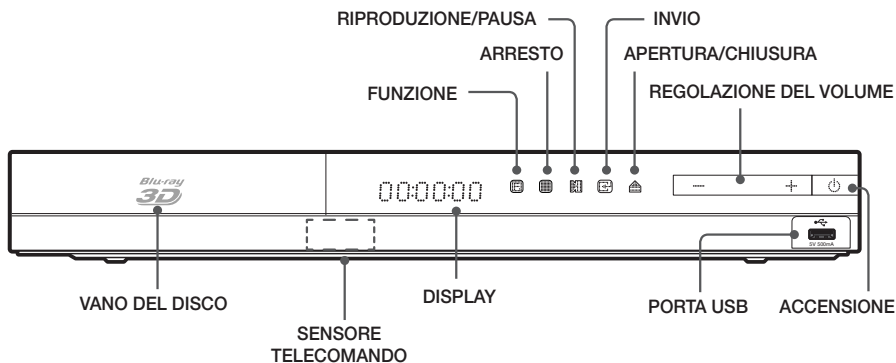 RIPRODUZIONE/PAUSA
INVIO
ARRESTO
APERTURA/CHIUSURA
FUNZIONE
REGOLAZIONE DEL VOLUME
Blu-ray
3D
00:00:00
F
5V 500mA
VANO DEL DISCO
DISPLAY
PORTA USB
ACCENSIONE
SENSORE
TELECOMANDO